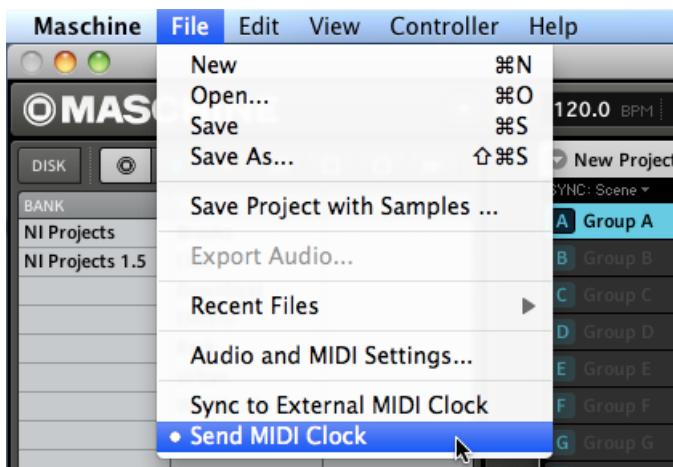 Maschine File Edit View Controller Help
New ⌘N
Open... ⌘O
Save ⌘S
Save As... ⇧⌘S
Save Project with Samples ...
Export Audio...
Recent Files
Audio and MIDI Settings...
Sync to External MIDI Clock
Send MIDI Clock
MAS
DISK
BANK
NI Projects
NI Projects 1.5
120.0 BPM
New Projec
SYNC: Scene
A Group A
B Group B
C Group C
D Group D
E Group E
F Group F
G Group G